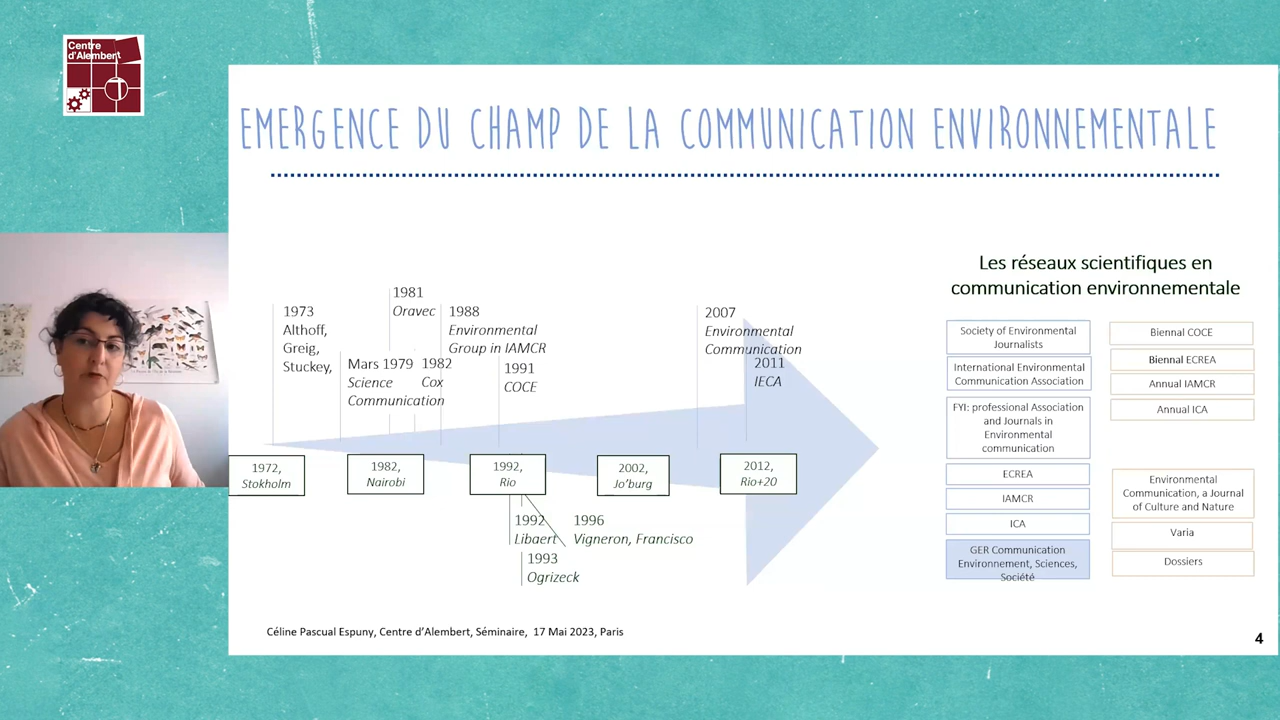 Centre
d'Alembert
EMERGENCE DU CHAMP DE LA COMMUNICATION ENVIRONNEMENTALE
1973
Althoff,
Greig,
Stuckey,
Mars 1979
Science
Communication
1981
Oravec
1982
Cox
1988
Environmental
Group in IAMCR
1991
COCE
2007
Environmental
Communication
2011
IECA
1972,
Stokholm
1982,
Nairobi
1992,
Rio
2002,
Jo'burg
2012,
Rio+20
1992
Libaert
1993
Ogrizeck
1996
Vigneron, Francisco
Les réseaux scientifiques en
communication environnementale
Society of Environmental
Journalists
International Environmental
Communication Association
FYI: professional Association
and Journals in
Environmental
communication
ECREA
IAMCR
ICA
GER Communication
Environnement, Sciences,
Société
Biennal COCE
Biennal ECREA
Annual IAMCR
Annual ICA
Environmental
Communication, a Journal
of Culture and Nature
Varia
Dossiers
Céline Pascual Espuny, Centre d'Alembert, Séminaire, 17 Mai 2023, Paris
4